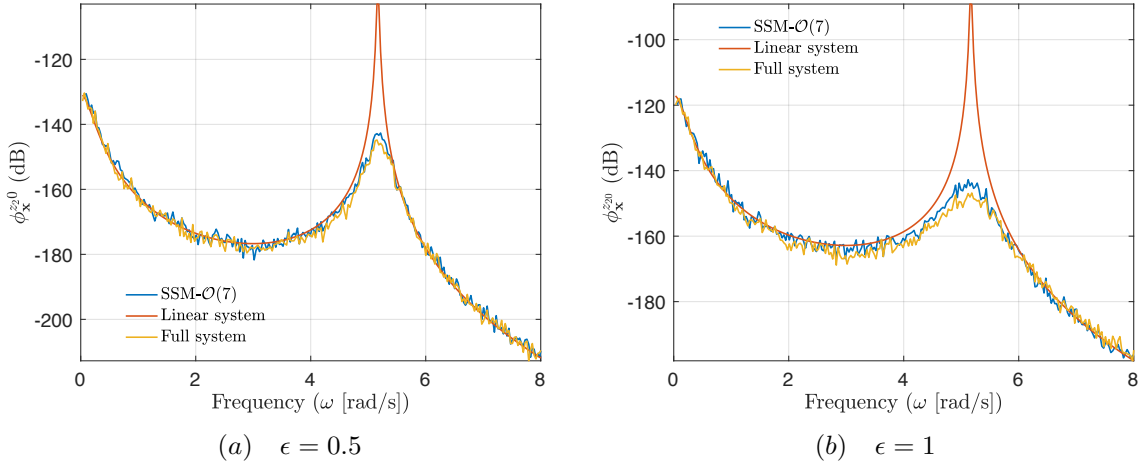 -120
-140
-160
-180
-200
0
2
4
6
8
ϕ_x^{z_2 0} (dB)
Frequency (ω [rad/s])
SSM-𝒪(7)
Linear system
Full system
(a) ϵ = 0.5
-100
-120
-140
-160
-180
0
2
4
6
8
ϕ_x^{z_{20}} (dB)
Frequency (ω [rad/s])
SSM-𝒪(7)
Linear system
Full system
(b) ϵ = 1